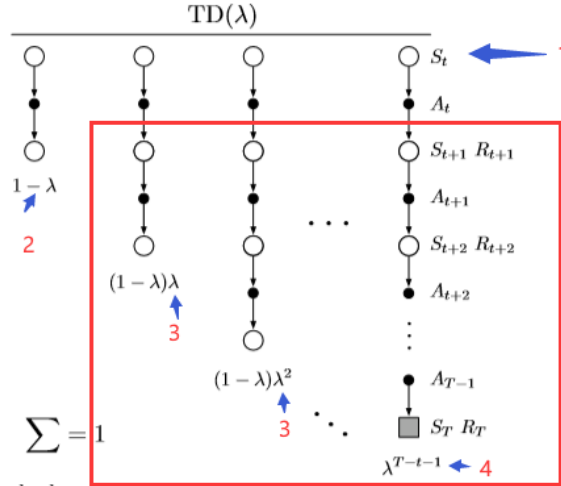 TD(λ)
S_t
A_t
S_{t+1} R_{t+1}
1 − λ
2
A_{t+1}
...
S_{t+2} R_{t+2}
(1 − λ)λ
3
A_{t+2}
⋮
(1 − λ)λ²
3
A_{T−1}
⋱
∑ = 1
S_T R_T
λ^{T−t−1}
4